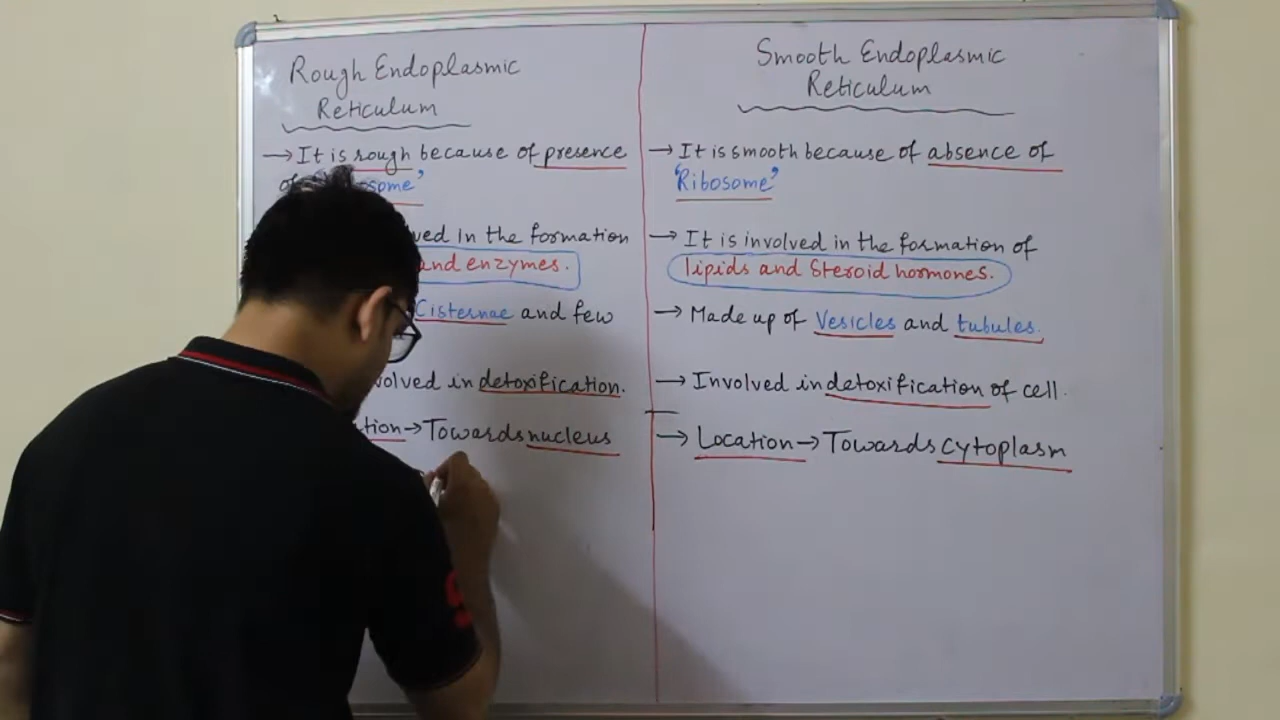 Rough Endoplasmic
Reticulum
→ It is rough because of presence
of osome’
ved in the formation
and enzymes.
Cisternae and few
volved in detoxification.
tion → Towards nucleus
Smooth Endoplasmic
Reticulum
→ It is smooth because of absence of
‘Ribosome’
→ It is involved in the formation of
lipids and Steroid hormones.
→ Made up of Vesicles and tubules.
→ Involved in detoxification of cell.
→ Location → Towards cytoplasm